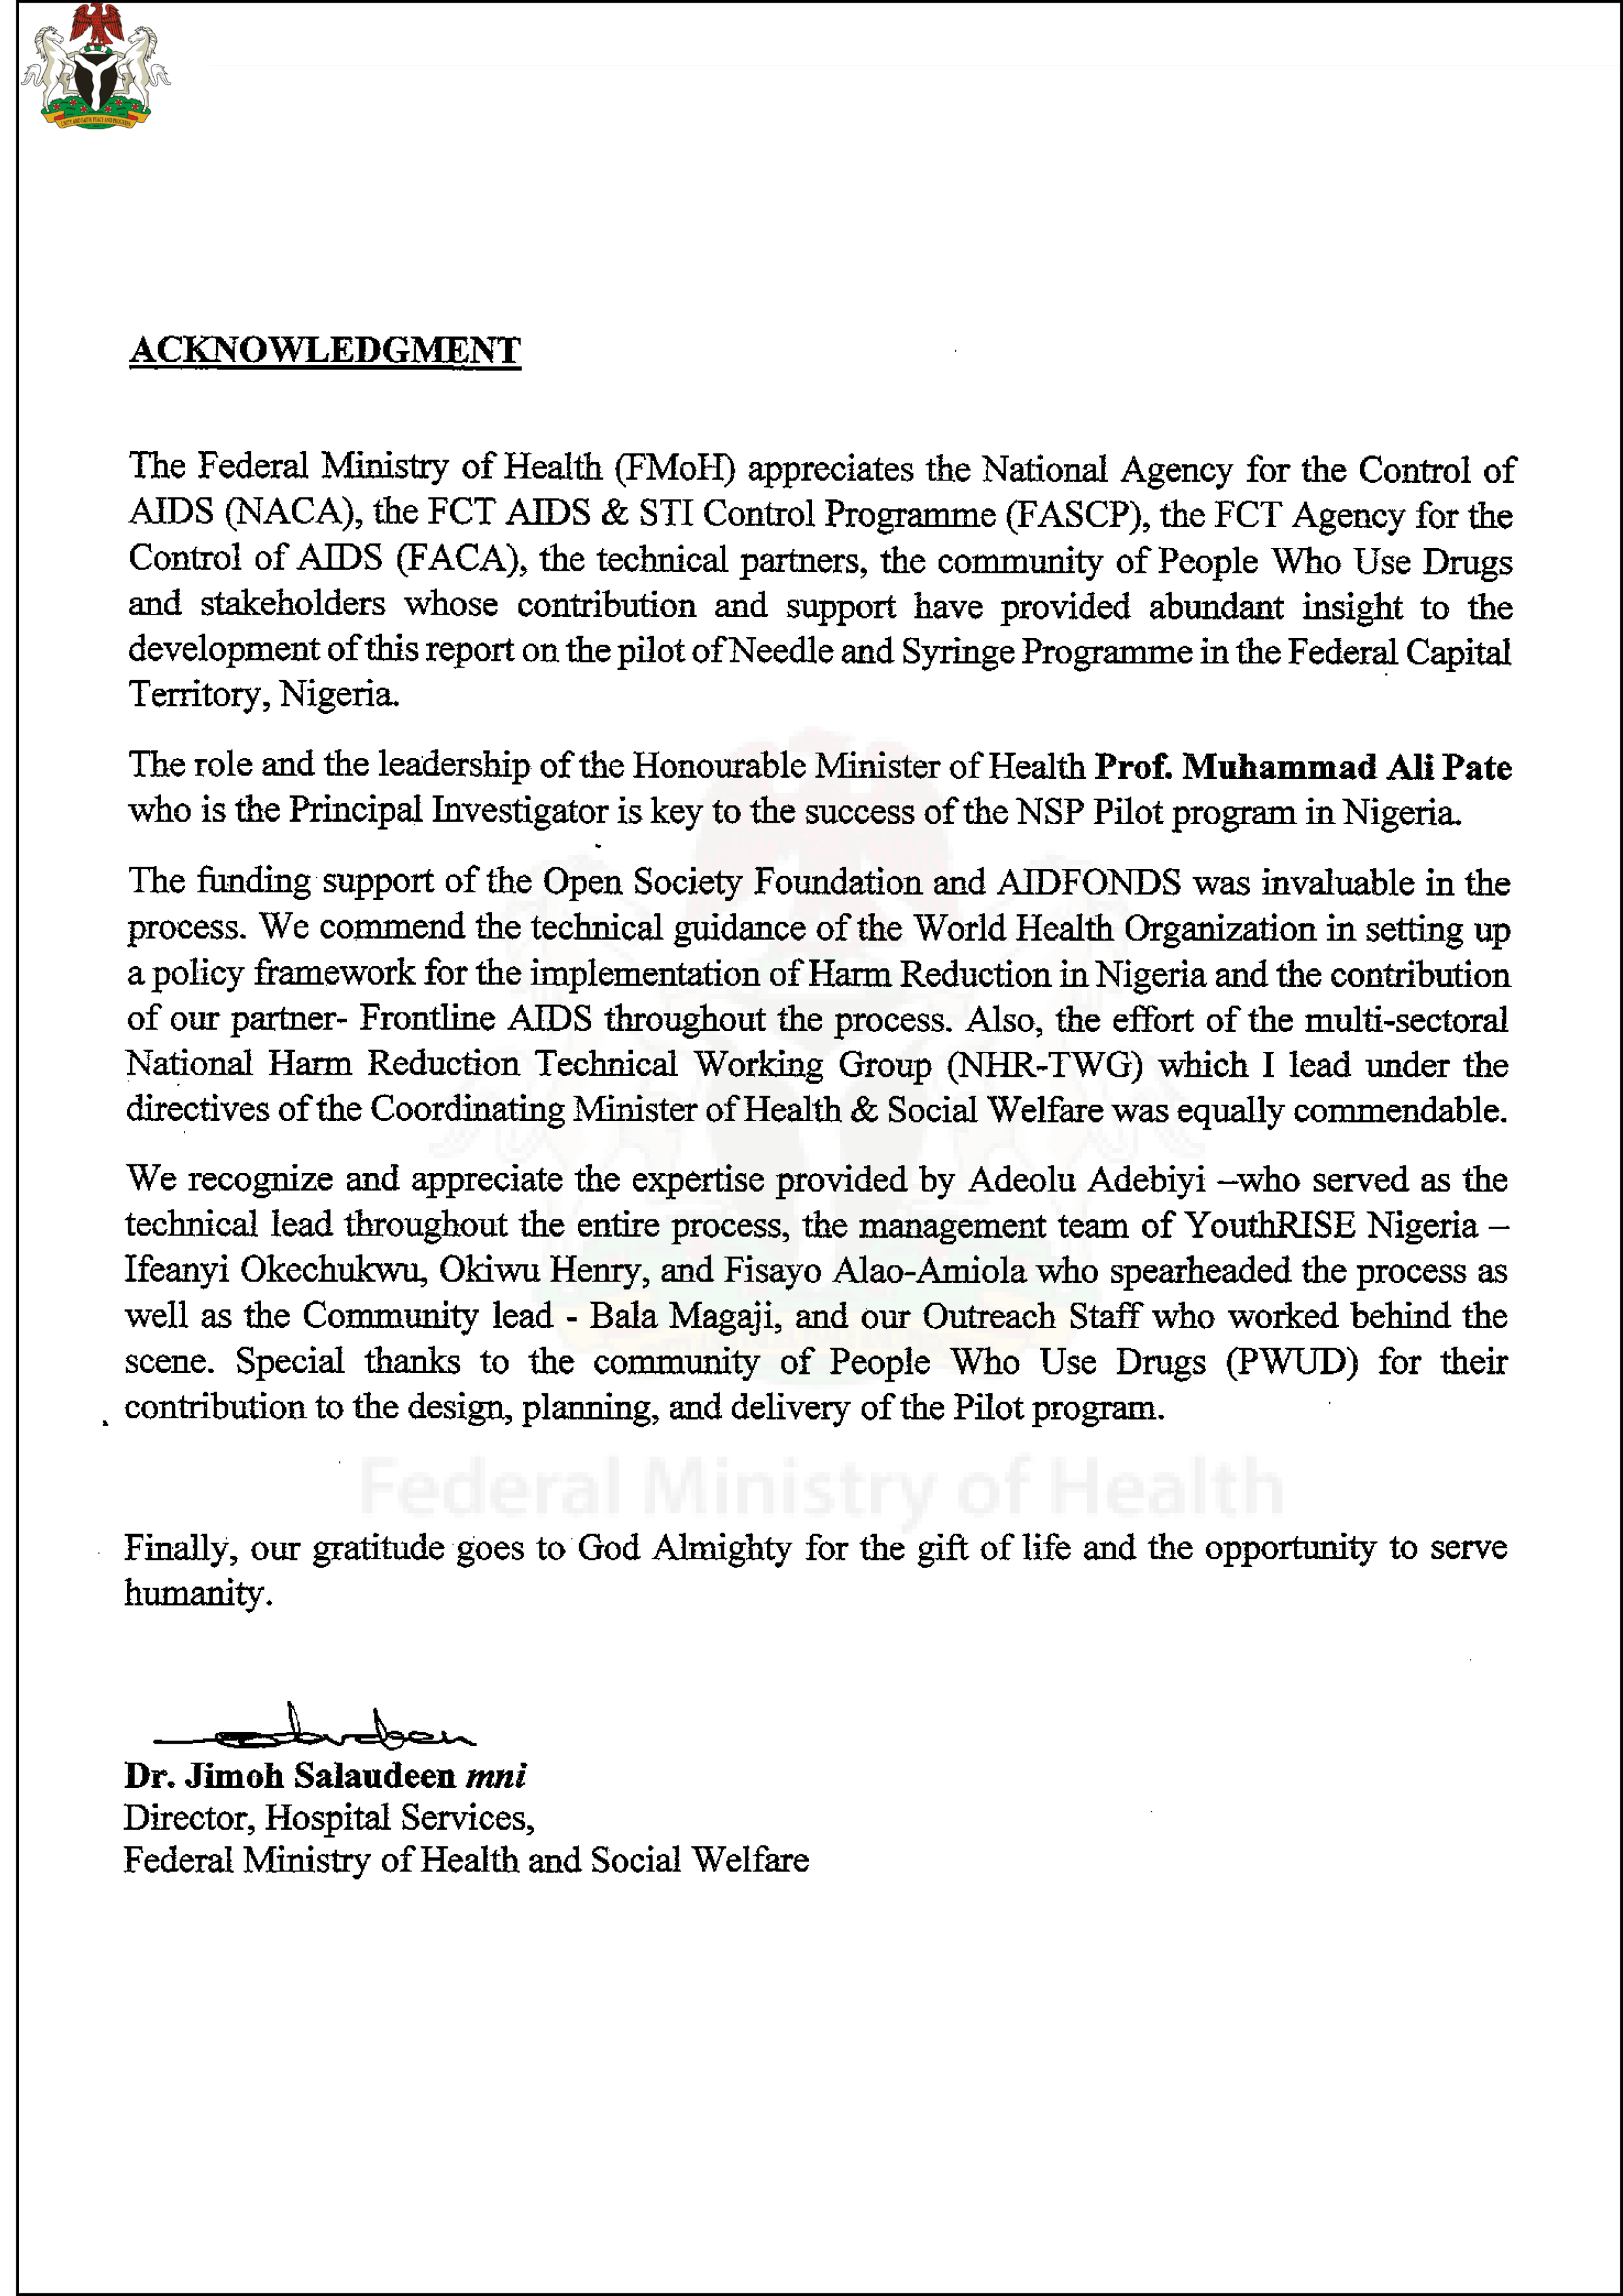 UNITY AND FAITH, PEACE AND PROGRESS
ACKNOWLEDGMENT
The Federal Ministry of Health (FMoH) appreciates the National Agency for the Control of
AIDS (NACA), the FCT AIDS & STI Control Programme (FASCP), the FCT Agency for the
Control of AIDS (FACA), the technical partners, the community of People Who Use Drugs
and stakeholders whose contribution and support have provided abundant insight to the
development of this report on the pilot of Needle and Syringe Programme in the Federal Capital
Territory, Nigeria.
The role and the leadership of the Honourable Minister of Health Prof. Muhammad Ali Pate
who is the Principal Investigator is key to the success of the NSP Pilot program in Nigeria.
The funding support of the Open Society Foundation and AIDFONDS was invaluable in the
process. We commend the technical guidance of the World Health Organization in setting up
a policy framework for the implementation of Harm Reduction in Nigeria and the contribution
of our partner- Frontline AIDS throughout the process. Also, the effort of the multi-sectoral
National Harm Reduction Technical Working Group (NHR-TWG) which I lead under the
directives of the Coordinating Minister of Health & Social Welfare was equally commendable.
We recognize and appreciate the expertise provided by Adeolu Adebiyi –who served as the
technical lead throughout the entire process, the management team of YouthRISE Nigeria –
Ifeanyi Okechukwu, Okiwu Henry, and Fisayo Alao-Amiola who spearheaded the process as
well as the Community lead - Bala Magaji, and our Outreach Staff who worked behind the
scene. Special thanks to the community of People Who Use Drugs (PWUD) for their
contribution to the design, planning, and delivery of the Pilot program.
Federal Ministry of Health
Finally, our gratitude goes to God Almighty for the gift of life and the opportunity to serve
humanity.
Dr. Jimoh Salaudeen mni
Director, Hospital Services,
Federal Ministry of Health and Social Welfare